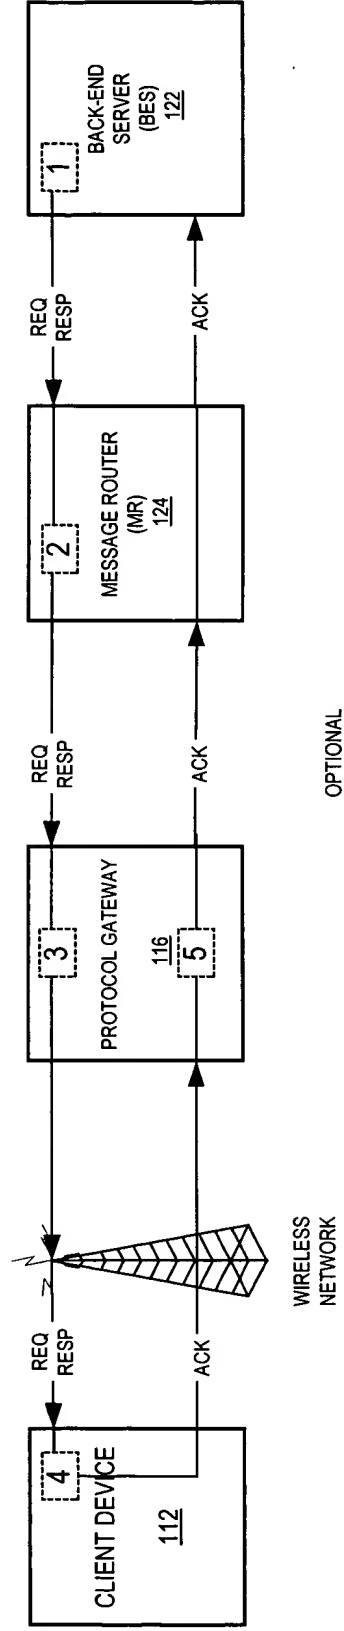 CLIENT DEVICE
112
4
REQ
RESP
ACK
WIRELESS
NETWORK
PROTOCOL GATEWAY
116
3
5
REQ
RESP
ACK
OPTIONAL
MESSAGE ROUTER
(MR)
124
2
REQ
RESP
ACK
BACK-END
SERVER
(BES)
122
1